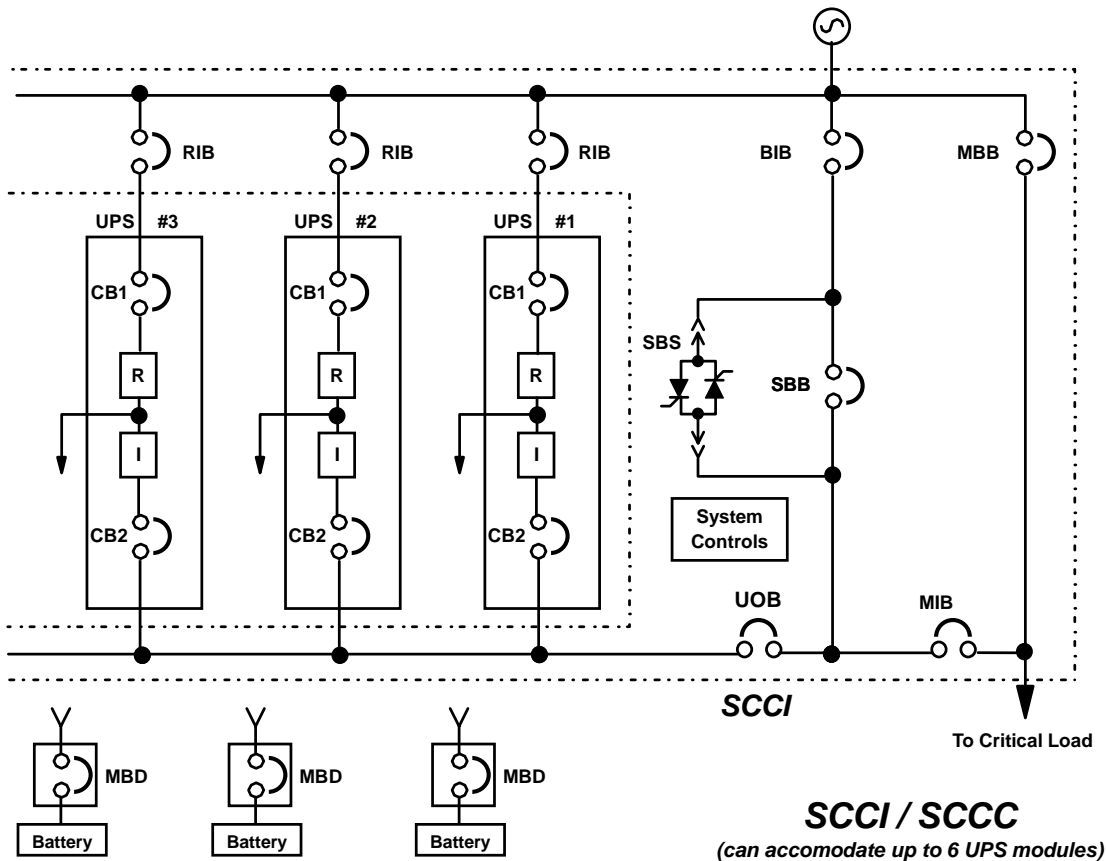 RIB RIB RIB BIB MBB
UPS #3 UPS #2 UPS #1
CB1 CB1 CB1
SBS
R R R
SBB
I I I
System
Controls
CB2 CB2 CB2
UOB MIB
SCCI
To Critical Load
MBD MBD MBD
Battery Battery Battery
SCCI / SCCC
(can accomodate up to 6 UPS modules)